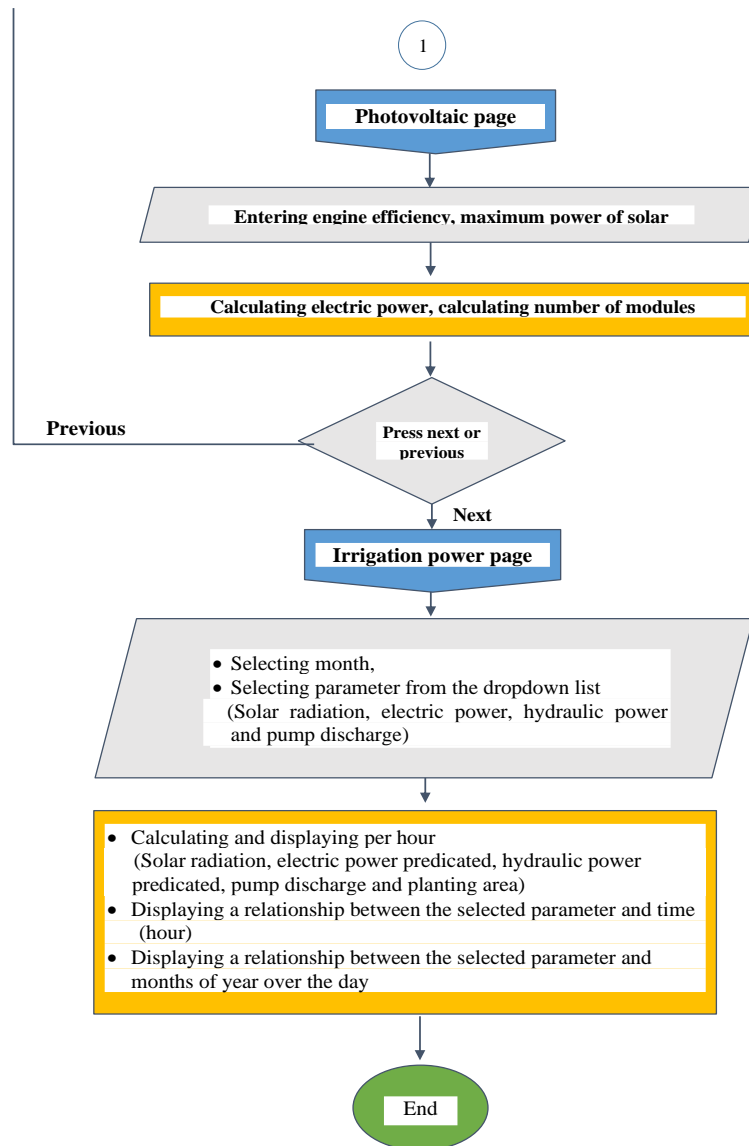 1
Photovoltaic page
Entering engine efficiency, maximum power of solar
Calculating electric power, calculating number of modules
Previous
Press next or
previous
Next
Irrigation power page
• Selecting month,
• Selecting parameter from the dropdown list
(Solar radiation, electric power, hydraulic power
and pump discharge)
• Calculating and displaying per hour
(Solar radiation, electric power predicated, hydraulic power
predicated, pump discharge and planting area)
• Displaying a relationship between the selected parameter and time
(hour)
• Displaying a relationship between the selected parameter and
months of year over the day
End